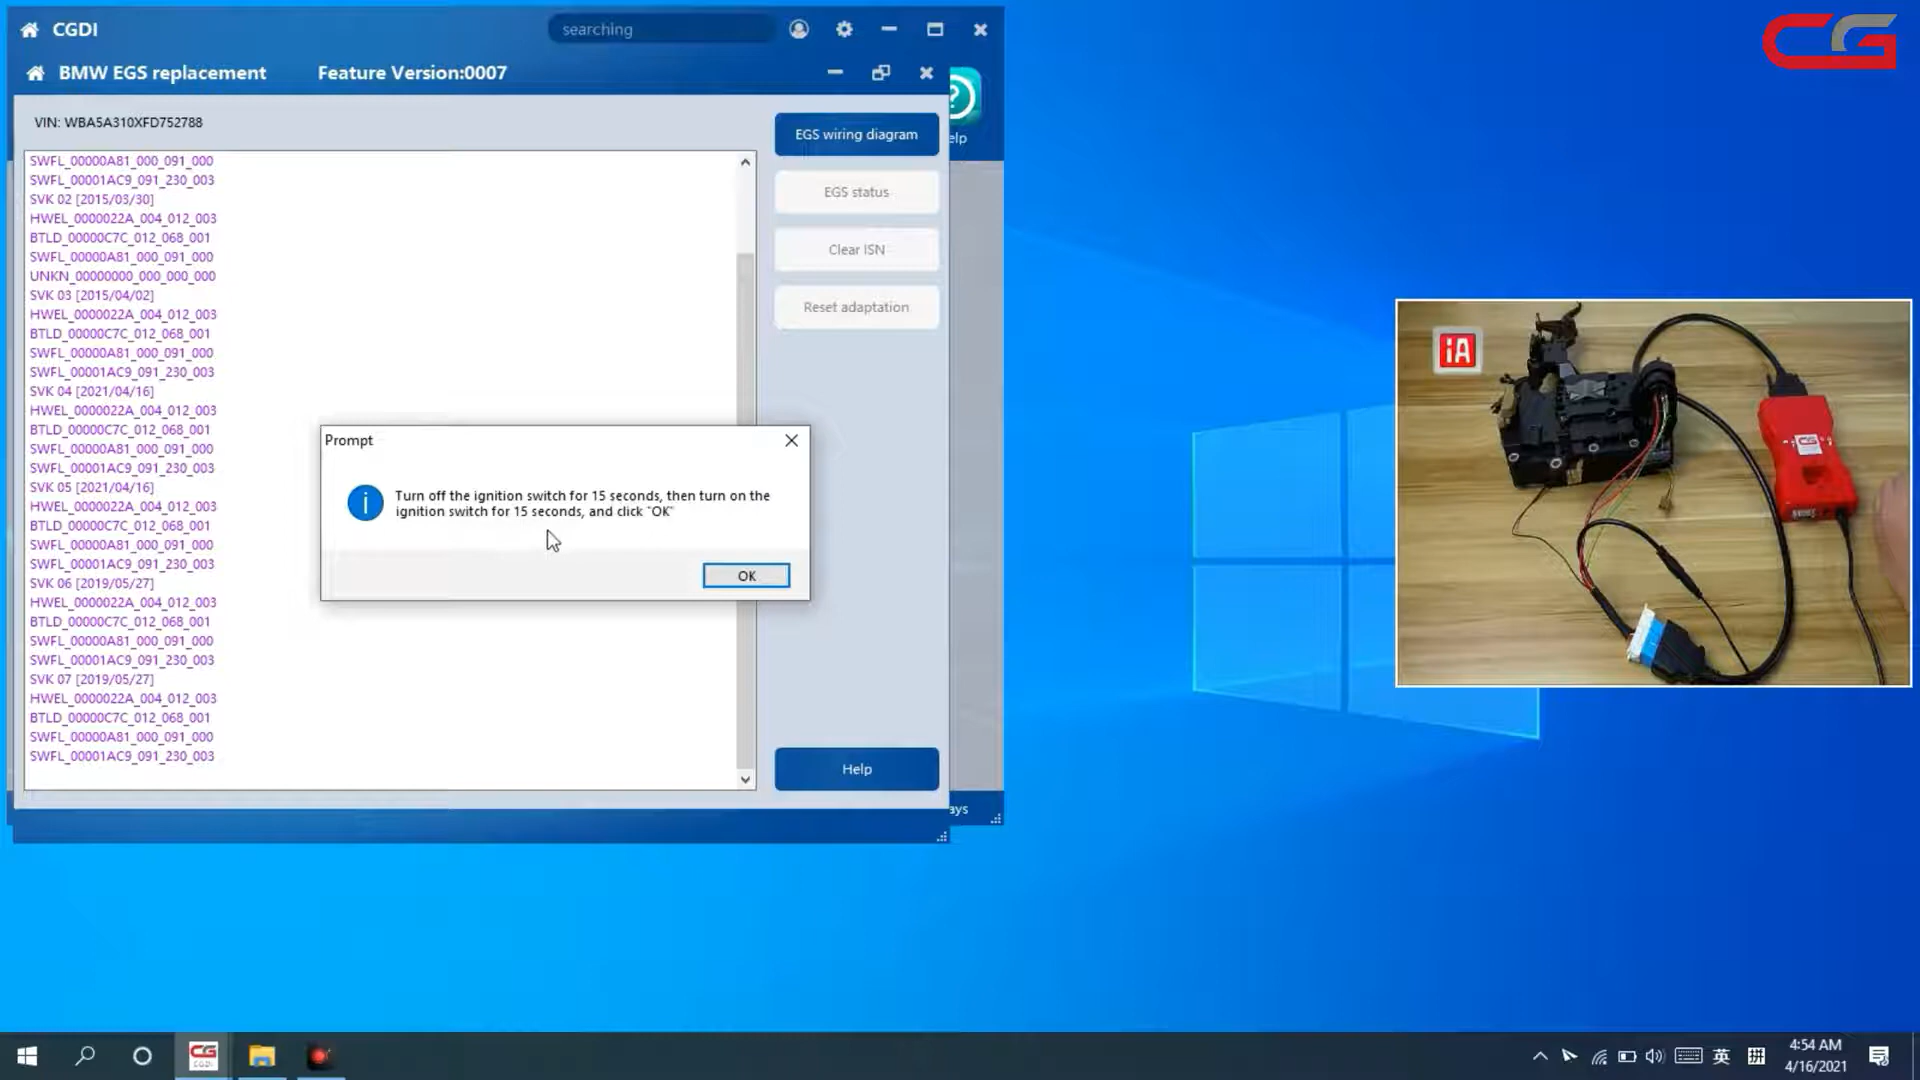 CGDI
searching
BMW EGS replacement
Feature Version:0007
VIN: WBA5A310XFD752788
SWFL_00000A81_000_091_000
SWFL_00001AC9_091_230_003
SVK 02 [2015/03/30]
HWEL_0000022A_004_012_003
BTLD_00000C7C_012_068_001
SWFL_00000A81_000_091_000
UNKN_00000000_000_000_000
SVK 03 [2015/04/02]
HWEL_0000022A_004_012_003
BTLD_00000C7C_012_068_001
SWFL_00000A81_000_091_000
SWFL_00001AC9_091_230_003
SVK 04 [2021/04/16]
HWEL_0000022A_004_012_003
BTLD_00000C7C_012_068_001
SWFL_00000A81_000_091_000
SWFL_00001AC9_091_230_003
SVK 05 [2021/04/16]
HWEL_0000022A_004_012_003
BTLD_00000C7C_012_068_001
SWFL_00000A81_000_091_000
SWFL_00001AC9_091_230_003
SVK 06 [2019/05/27]
HWEL_0000022A_004_012_003
BTLD_00000C7C_012_068_001
SWFL_00000A81_000_091_000
SWFL_00001AC9_091_230_003
SVK 07 [2019/05/27]
HWEL_0000022A_004_012_003
BTLD_00000C7C_012_068_001
SWFL_00000A81_000_091_000
SWFL_00001AC9_091_230_003
EGS wiring diagram
EGS status
Clear ISN
Reset adaptation
Help
elp
ays
Prompt
Turn off the ignition switch for 15 seconds, then turn on the
ignition switch for 15 seconds, and click "OK"
OK
CG
iA
CG
CG
CGDI
英
拼
4:54 AM
4/16/2021